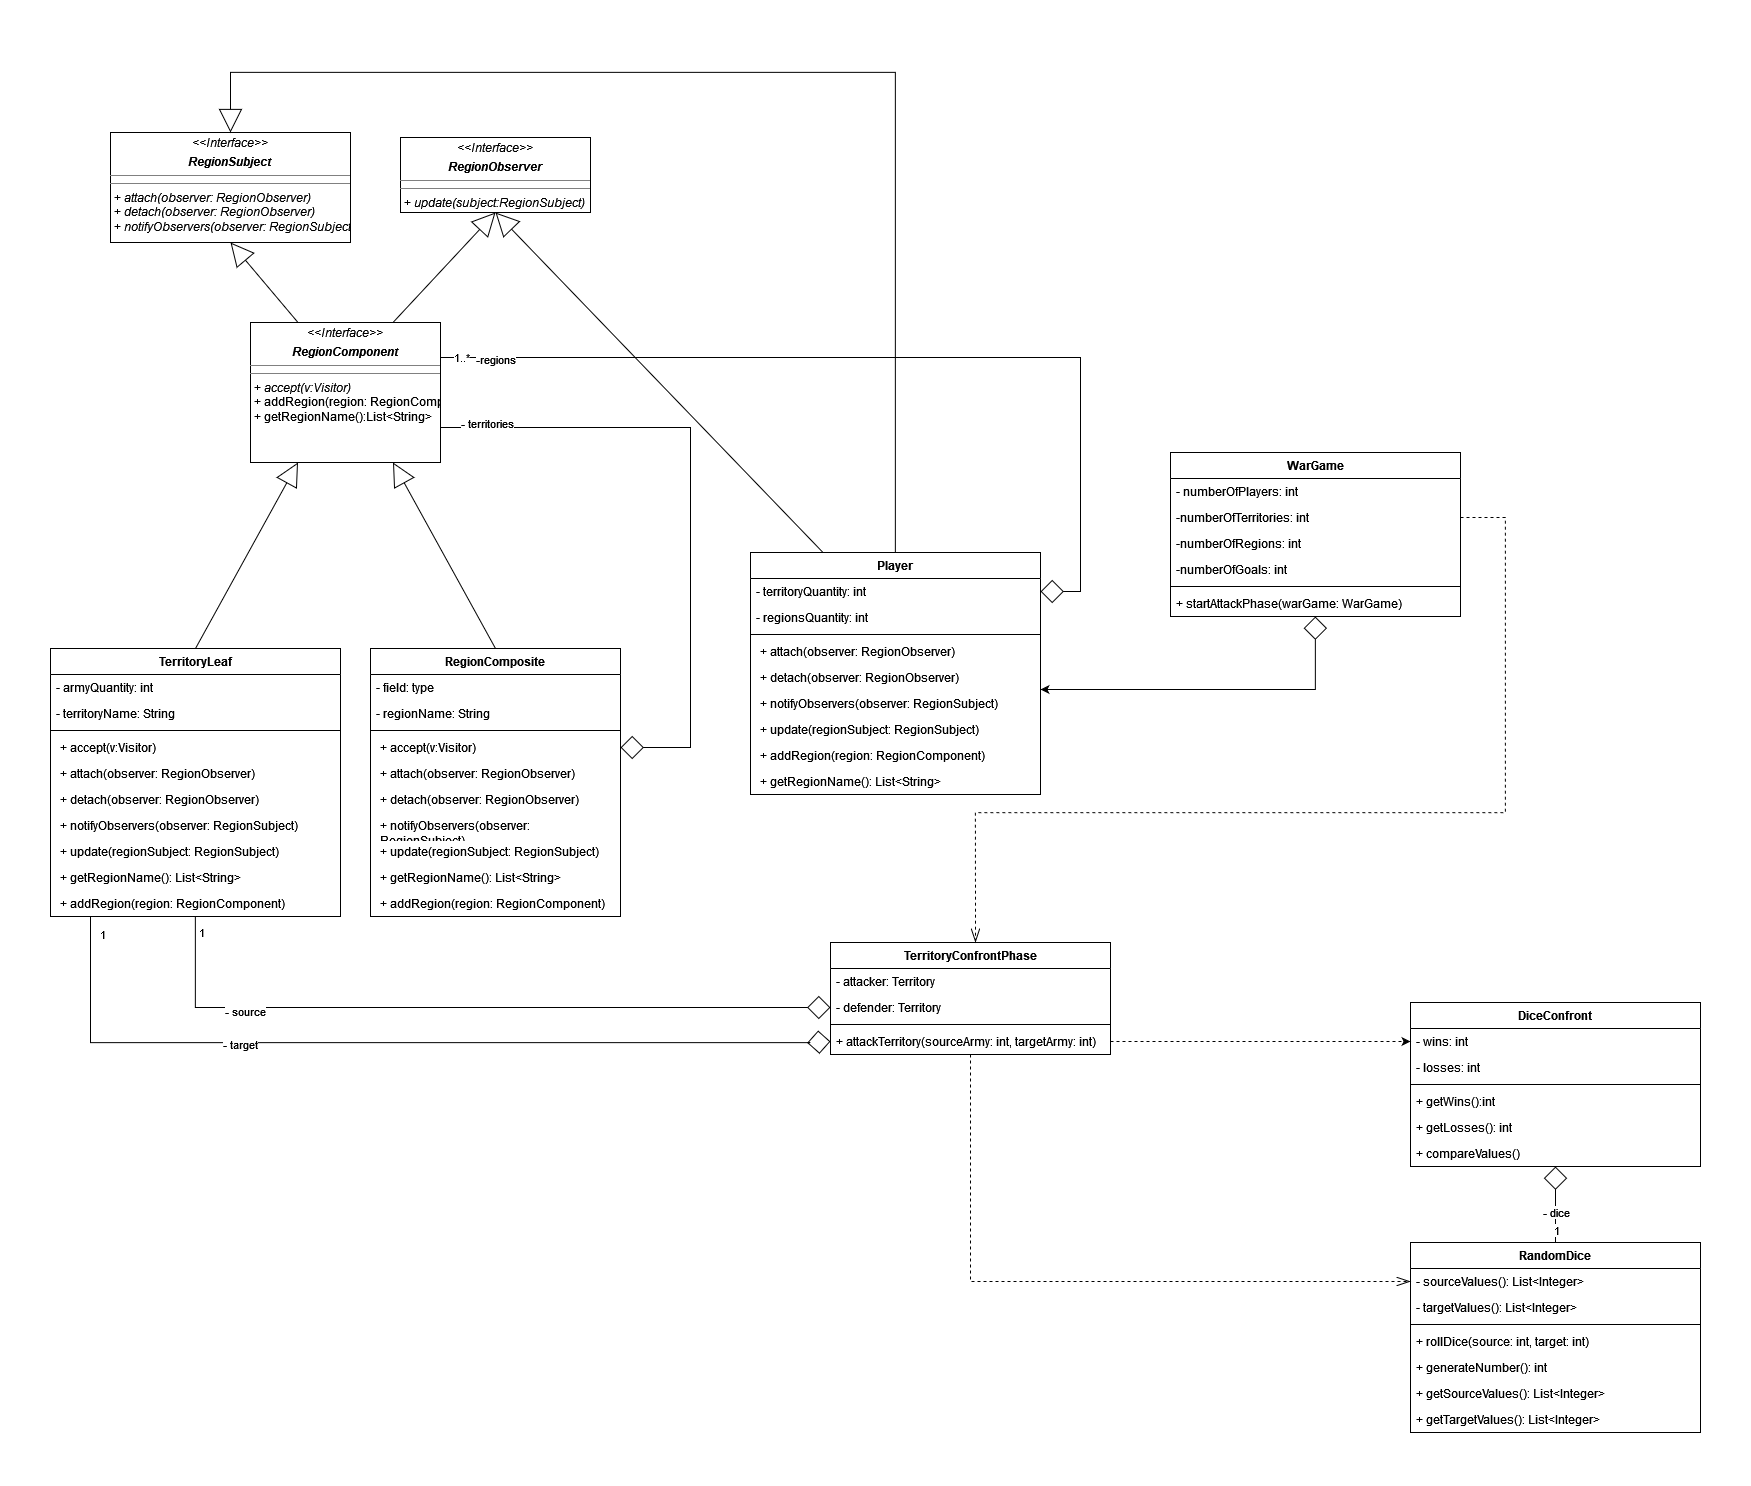 <<Interface>>
RegionSubject
+ attach(observer: RegionObserver)
+ detach(observer: RegionObserver)
+ notifyObservers(observer: RegionSubject
<<Interface>>
RegionObserver
+ update(subject:RegionSubject)
<<Interface>>
RegionComponent
+ accept(v:Visitor)
+ addRegion(region: RegionComp
+ getRegionName():List<String>
1..*
-regions
- territories
WarGame
- numberOfPlayers: int
-numberOfTerritories: int
-numberOfRegions: int
-numberOfGoals: int
+ startAttackPhase(warGame: WarGame)
Player
- territoryQuantity: int
- regionsQuantity: int
+ attach(observer: RegionObserver)
+ detach(observer: RegionObserver)
+ notifyObservers(observer: RegionSubject)
+ update(regionSubject: RegionSubject)
+ addRegion(region: RegionComponent)
+ getRegionName(): List<String>
TerritoryLeaf
- armyQuantity: int
- territoryName: String
+ accept(v:Visitor)
+ attach(observer: RegionObserver)
+ detach(observer: RegionObserver)
+ notifyObservers(observer: RegionSubject)
+ update(regionSubject: RegionSubject)
+ getRegionName(): List<String>
+ addRegion(region: RegionComponent)
RegionComposite
- field: type
- regionName: String
+ accept(v:Visitor)
+ attach(observer: RegionObserver)
+ detach(observer: RegionObserver)
+ notifyObservers(observer:
RegionSubject)
+ update(regionSubject: RegionSubject)
+ getRegionName(): List<String>
+ addRegion(region: RegionComponent)
1
1
- source
- target
TerritoryConfrontPhase
- attacker: Territory
- defender: Territory
+ attackTerritory(sourceArmy: int, targetArmy: int)
DiceConfront
- wins: int
- losses: int
+ getWins():int
+ getLosses(): int
+ compareValues()
- dice
1
RandomDice
- sourceValues(): List<Integer>
- targetValues(): List<Integer>
+ rollDice(source: int, target: int)
+ generateNumber(): int
+ getSourceValues(): List<Integer>
+ getTargetValues(): List<Integer>